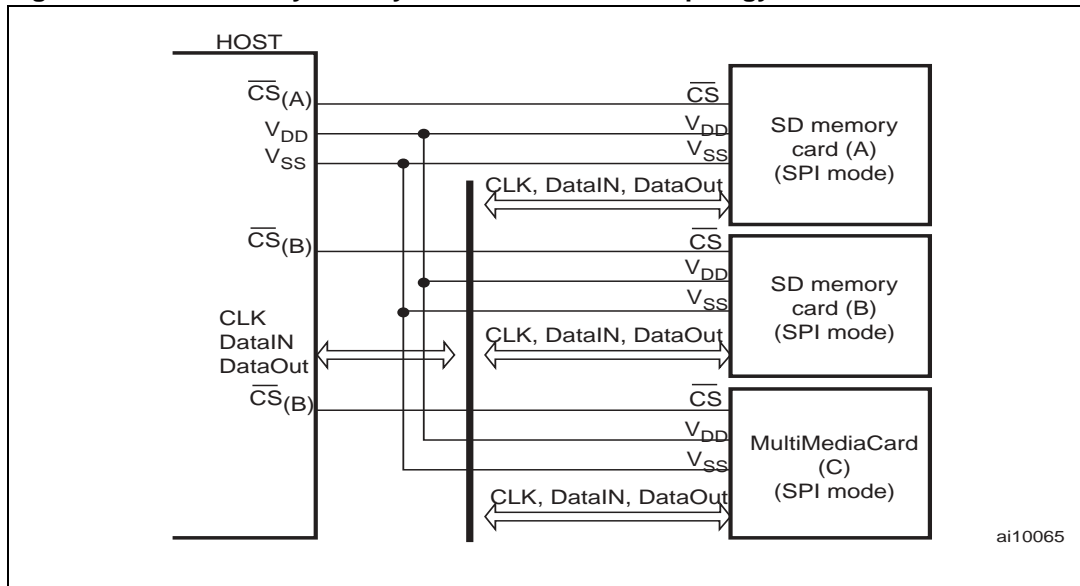 HOST
CS(A)
VDD
VSS
CS
VDD
VSS
SD memory
card (A)
(SPI mode)
CLK, DataIN, DataOut
CS(B)
CS
VDD
VSS
SD memory
card (B)
(SPI mode)
CLK
DataIN
DataOut
CLK, DataIN, DataOut
CS(B)
CS
VDD
VSS
MultiMediaCard
(C)
(SPI mode)
CLK, DataIN, DataOut
ai10065